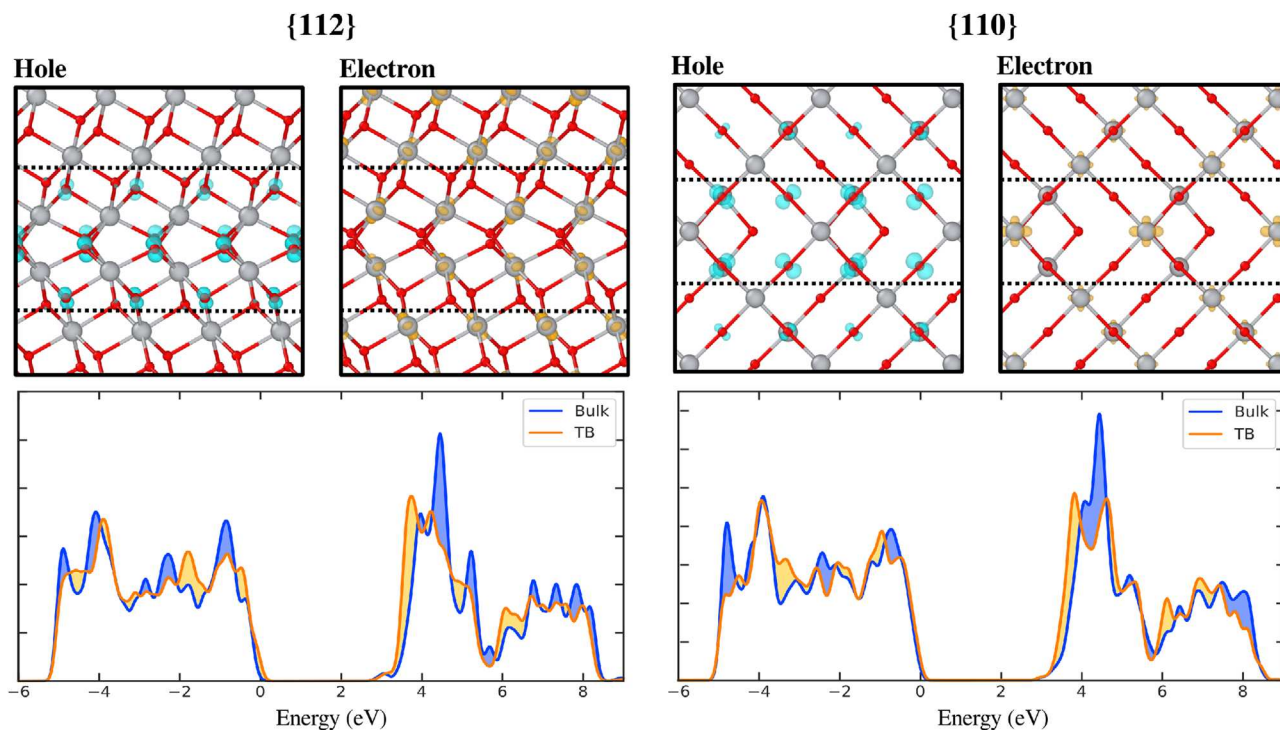 {112}
{110}
Hole
Electron
Hole
Electron
Bulk
TB
Bulk
TB
−6 −4 −2 0 2 4 6 8
−6 −4 −2 0 2 4 6 8
Energy (eV)
Energy (eV)